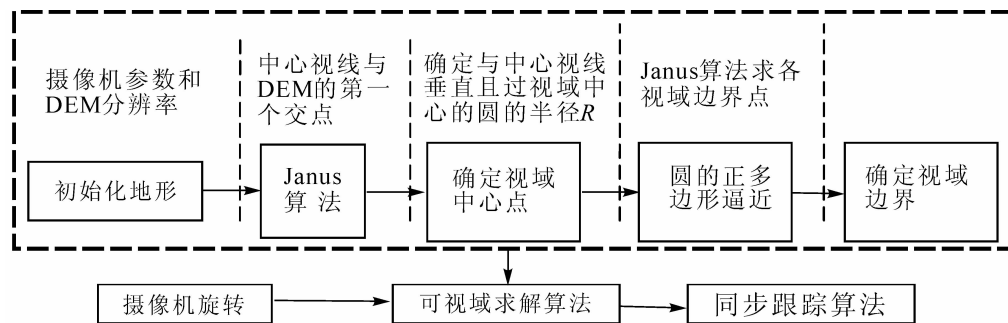 摄像机参数和
DEM分辨率
中心视线与
DEM的第一
个交点
确定与中心视线
垂直且过视域中
心的圆的半径R
Janus算法求各
视域边界点
初始化地形
Janus
算 法
确定视域
中心点
圆的正多
边形逼近
确定视域
边界
摄像机旋转
可视域求解算法
同步跟踪算法